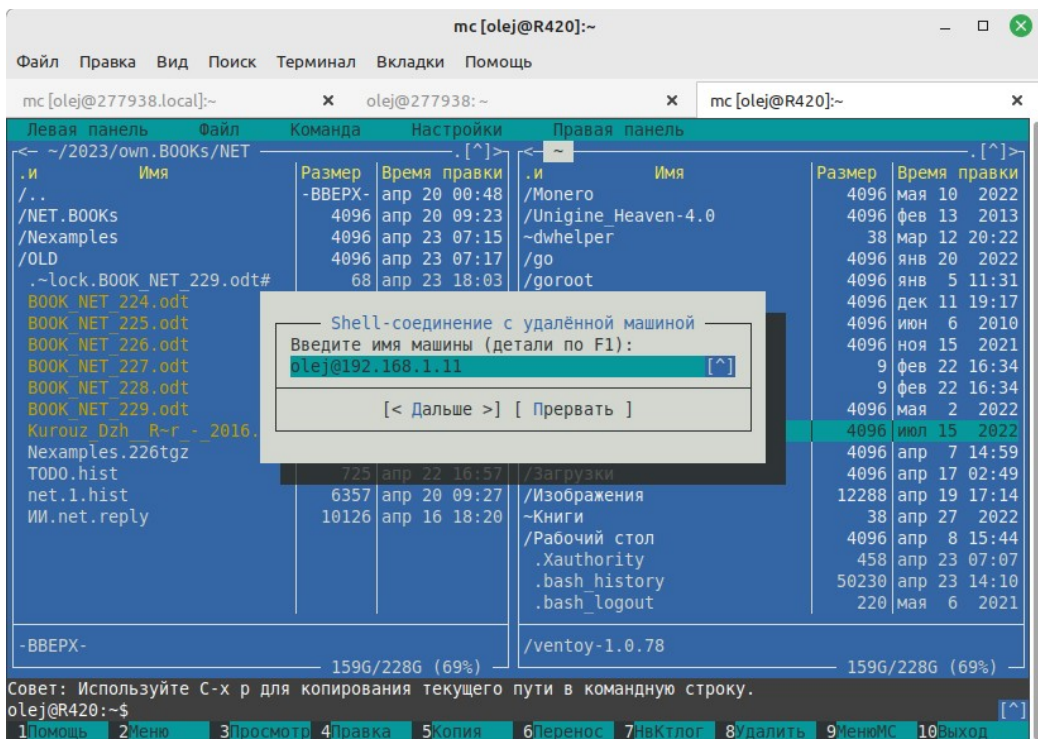 mc [olej@R420]:~
Файл Правка Вид Поиск Терминал Вкладки Помощь
mc [olej@277938.local]:~ × olej@277938: ~ × mc [olej@R420]:~ ×
Левая панель Файл Команда Настройки Правая панель
<- ~/2023/own.BOOKs/NET .[^]>
.и Имя Размер Время правки
/.. -ВВЕРХ- апр 20 00:48
/NET.BOOKs 4096 апр 20 09:23
/Nexamples 4096 апр 23 07:15
/OLD 4096 апр 23 07:17
.~lock.BOOK_NET_229.odt# 68 апр 23 18:03
BOOK_NET_224.odt
BOOK_NET_225.odt
BOOK_NET_226.odt
BOOK_NET_227.odt
BOOK_NET_228.odt
BOOK_NET_229.odt
Kurouz_Dzh__R~r_-_2016.
Nexamples.226tgz
TODO.hist 725 апр 22 16:57
net.1.hist 6357 апр 20 09:27
ИИ.net.reply 10126 апр 16 18:20
-ВВЕРХ-
159G/228G (69%)
<- ~ .[^]>
.и Имя Размер Время правки
/Monero 4096 мая 10 2022
/Unigine_Heaven-4.0 4096 фев 13 2013
~dwhelper 38 мар 12 20:22
/go 4096 янв 20 2022
/goroot 4096 янв 5 11:31
4096 дек 11 19:17
4096 июн 6 2010
4096 ноя 15 2021
9 фев 22 16:34
9 фев 22 16:34
4096 мая 2 2022
4096 июл 15 2022
4096 апр 7 14:59
/Загрузки 4096 апр 17 02:49
/Изображения 12288 апр 19 17:14
~Книги 38 апр 27 2022
/Рабочий стол 4096 апр 8 15:44
.Xauthority 458 апр 23 07:07
.bash_history 50230 апр 23 14:10
.bash_logout 220 мая 6 2021
/ventoy-1.0.78
159G/228G (69%)
Shell-соединение с удалённой машиной
Введите имя машины (детали по F1):
olej@192.168.1.11 [^]
[< Дальше >] [ Прервать ]
Совет: Используйте C-x p для копирования текущего пути в командную строку.
olej@R420:~$ [^]
1Помощь 2Меню 3Просмотр 4Правка 5Копия 6Перенос 7НвКтлог 8Удалить 9МенюМС 10Выход